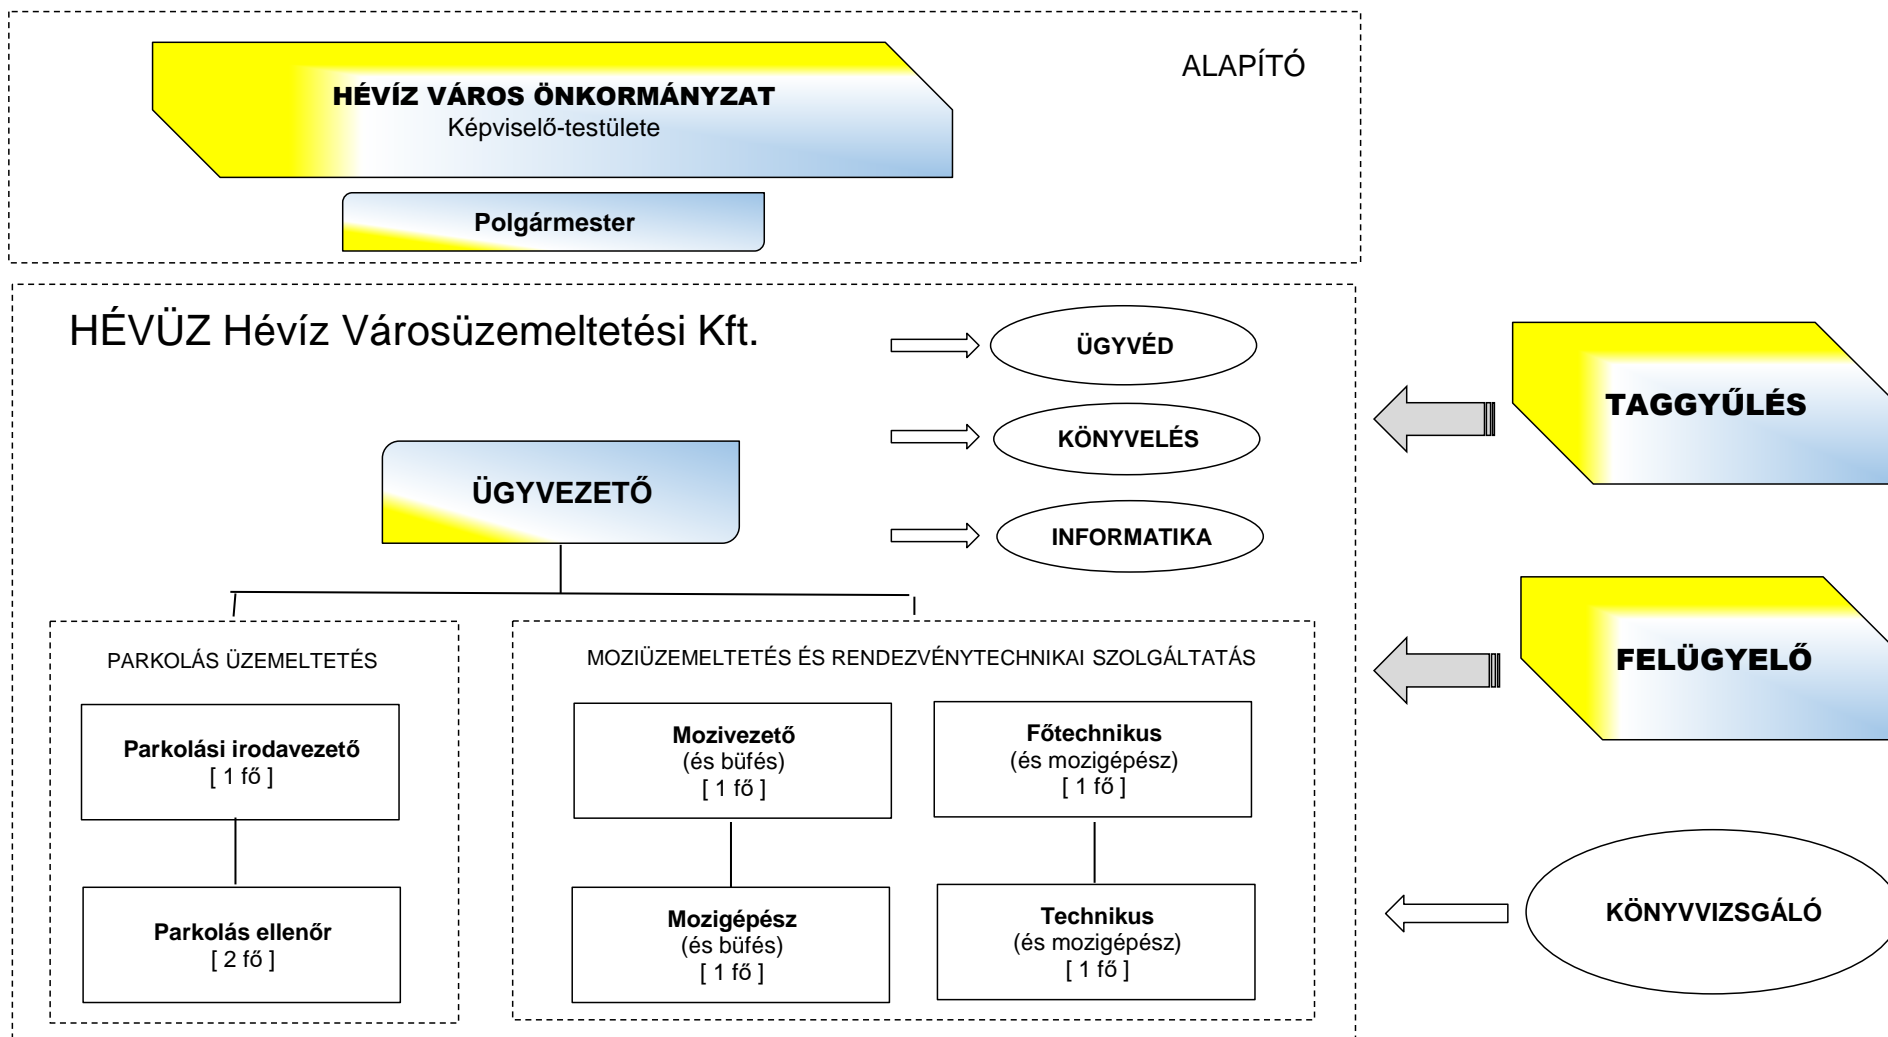 ALAPÍTÓ
HÉVÍZ VÁROS ÖNKORMÁNYZAT
Képviselő-testülete
Polgármester
HÉVÜZ Hévíz Városüzemeltetési Kft.
ÜGYVÉD
KÖNYVELÉS
INFORMATIKA
ÜGYVEZETŐ
TAGGYŰLÉS
FELÜGYELŐ
KÖNYVVIZSGÁLÓ
PARKOLÁS ÜZEMELTETÉS
Parkolási irodavezető
[ 1 fő ]
Parkolás ellenőr
[ 2 fő ]
MOZIÜZEMELTETÉS ÉS RENDEZVÉNYTECHNIKAI SZOLGÁLTATÁS
Mozivezető
(és büfés)
[ 1 fő ]
Főtechnikus
(és mozigépész)
[ 1 fő ]
Mozigépész
(és büfés)
[ 1 fő ]
Technikus
(és mozigépész)
[ 1 fő ]